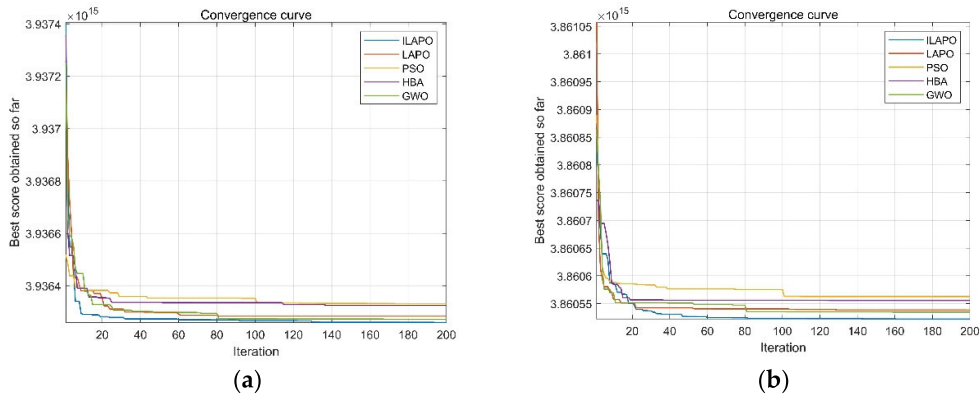 Convergence curve
×10^15
3.9374
3.9372
3.937
3.9368
3.9366
3.9364
Best score obtained so far
20 40 60 80 100 120 140 160 180 200
Iteration
ILAPO
LAPO
PSO
HBA
GWO
(a)
Convergence curve
×10^15
3.86105
3.861
3.86095
3.8609
3.86085
3.8608
3.86075
3.8607
3.86065
3.8606
3.86055
Best score obtained so far
20 40 60 80 100 120 140 160 180 200
Iteration
ILAPO
LAPO
PSO
HBA
GWO
(b)